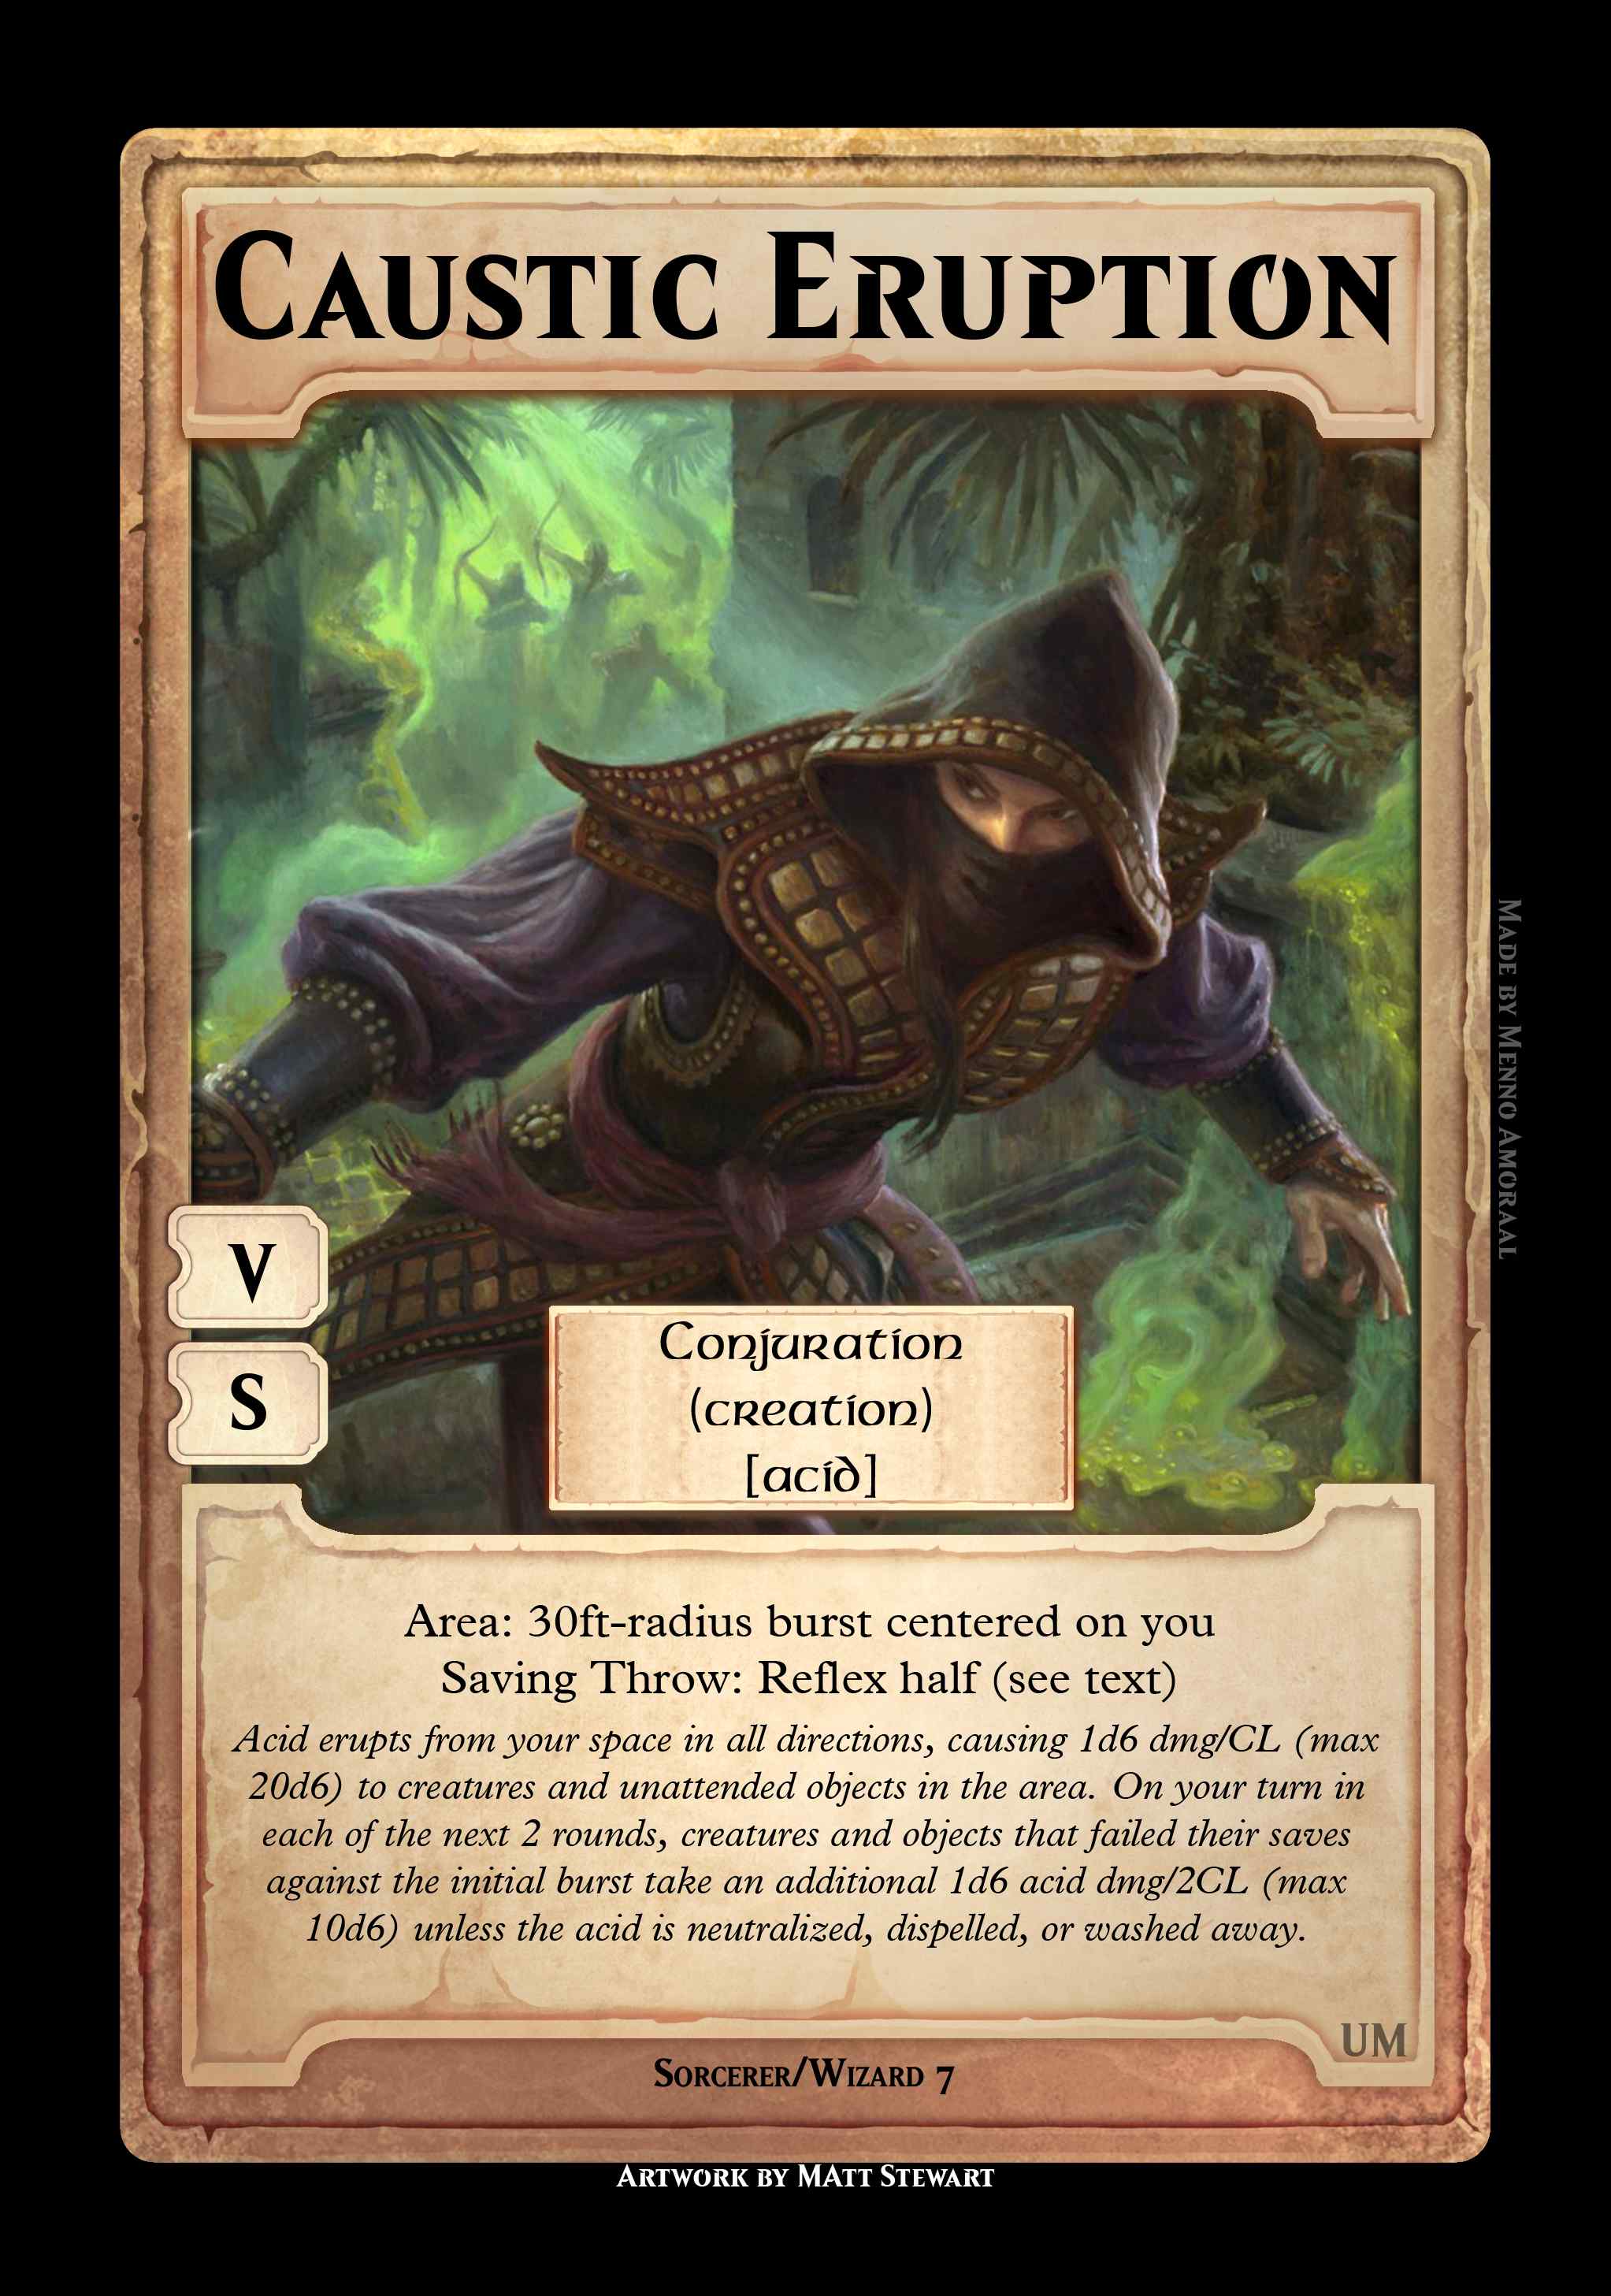 Caustic Eruption
V
S
Conjuration
(creation)
[acid]
Area: 30ft-radius burst centered on you
Saving Throw: Reflex half (see text)
Acid erupts from your space in all directions, causing 1d6 dmg/CL (max
20d6) to creatures and unattended objects in the area. On your turn in
each of the next 2 rounds, creatures and objects that failed their saves
against the initial burst take an additional 1d6 acid dmg/2CL (max
10d6) unless the acid is neutralized, dispelled, or washed away.
UM
Sorcerer/Wizard 7
Artwork by MAtt Stewart
Made by Menno Amoraal